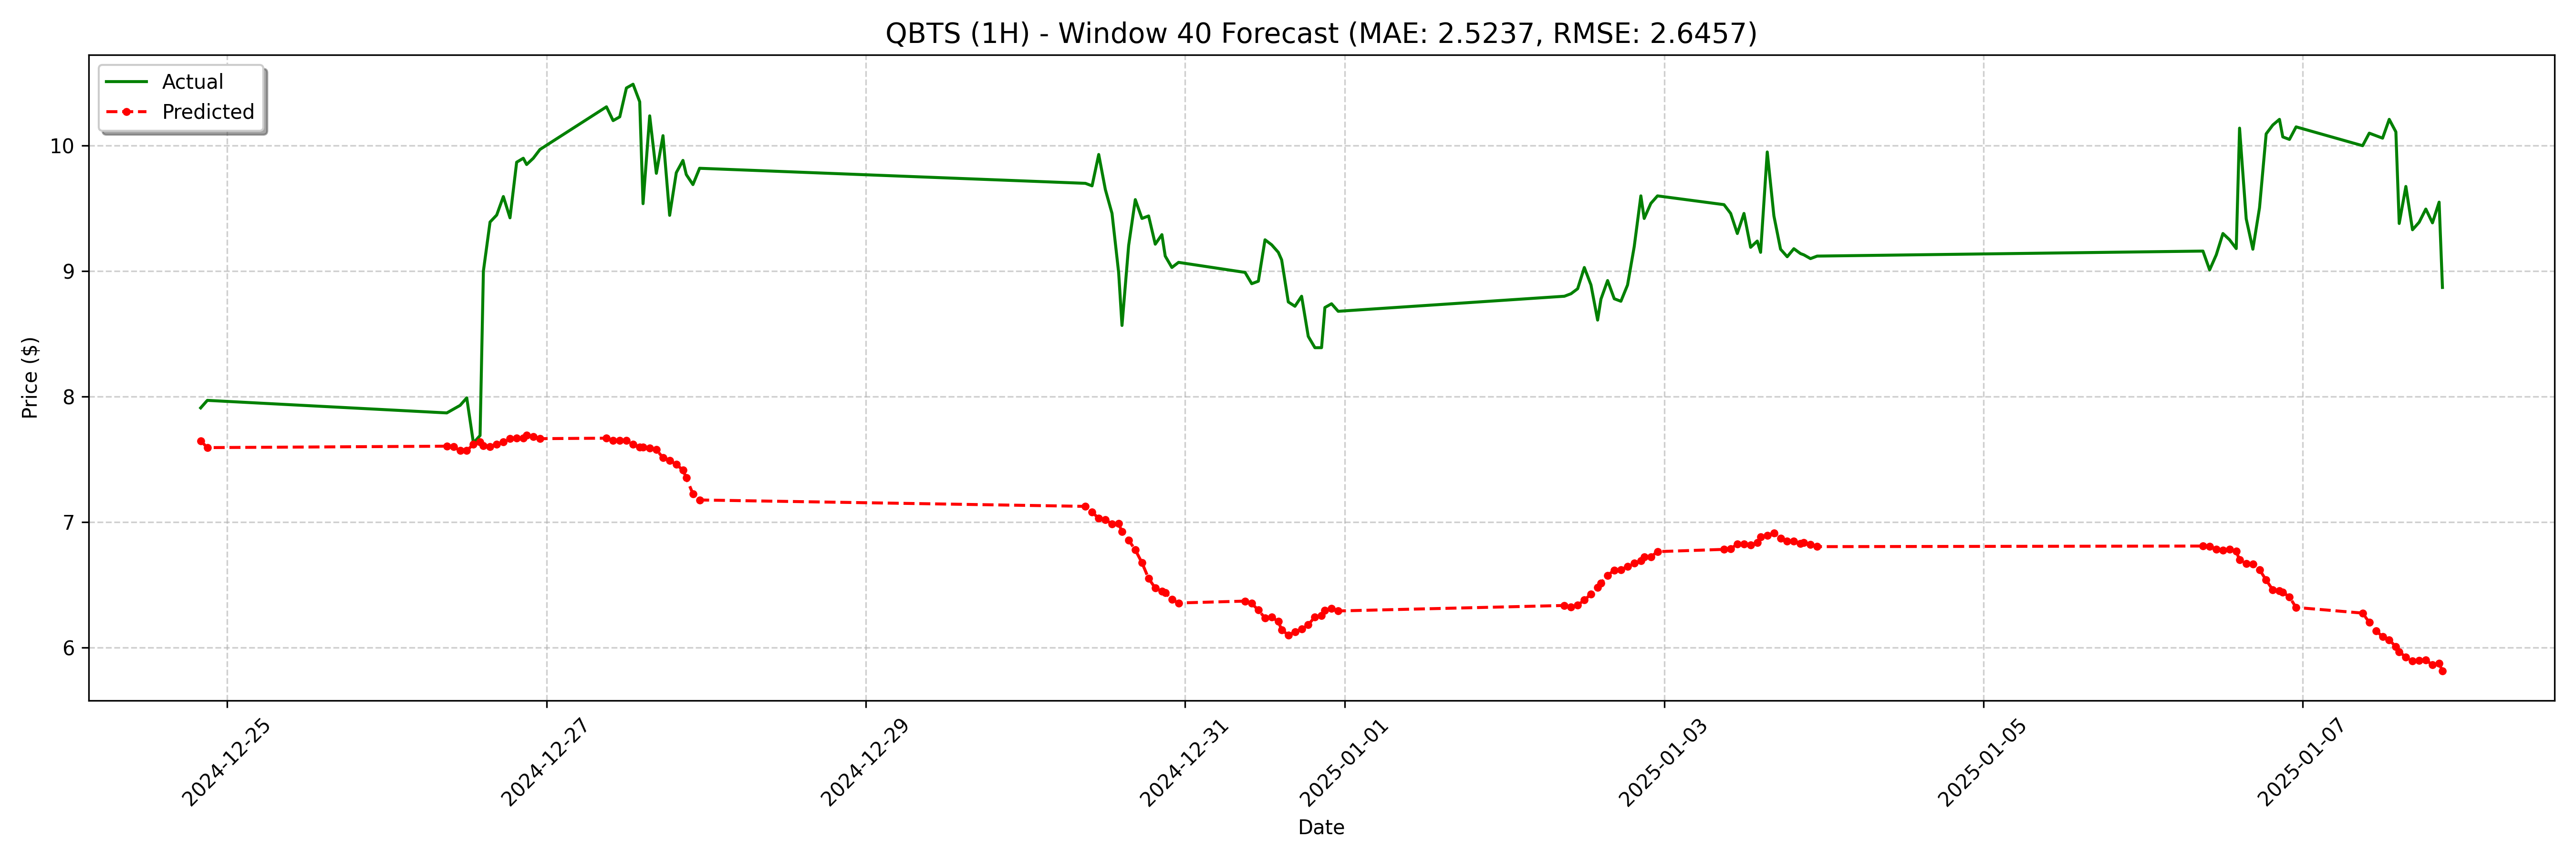 QBTS (1H) - Window 40 Forecast (MAE: 2.5237, RMSE: 2.6457)
Actual
Predicted
Price ($)
10
9
8
7
6
2024-12-25
2024-12-27
2024-12-29
2024-12-31
2025-01-01
2025-01-03
2025-01-05
2025-01-07
Date